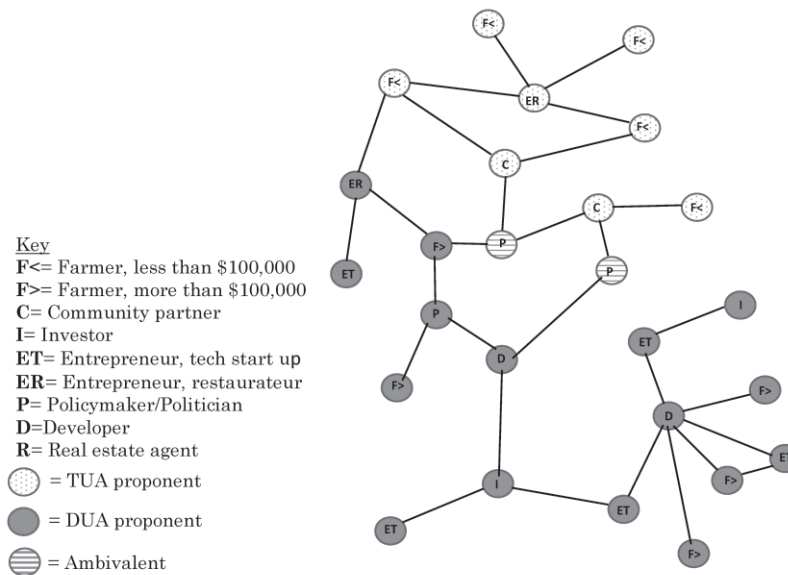 F<
F<
F<
ER
F<
C
ER
C
F<
F>
P
P
ET
I
P
ET
D
F>
F>
D
ET
F>
I
ET
ET
F>
Key
F<= Farmer, less than $100,000
F>= Farmer, more than $100,000
C= Community partner
I= Investor
ET= Entrepreneur, tech start up
ER= Entrepreneur, restaurateur
P= Policymaker/Politician
D=Developer
R= Real estate agent
= TUA proponent
= DUA proponent
= Ambivalent